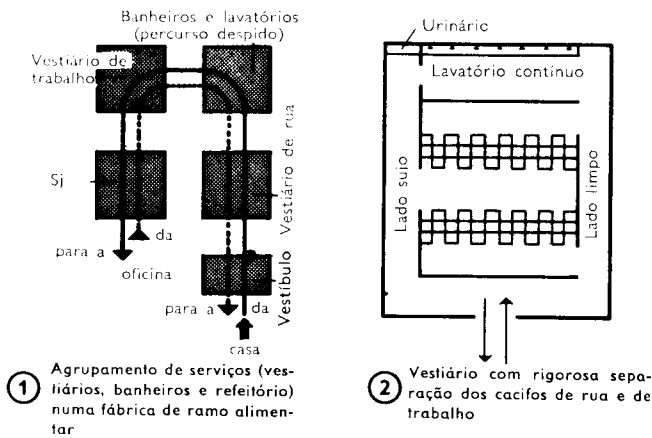 Banheiros e lavatórios
(percurso despido)
Vestiário de
trabalho
Sj
Vestiário de rua
da
para a
oficina
Vestíbulo
para a
da
casa
1
Agrupamento de serviços (ves-
tiários, banheiros e refeitório)
numa fábrica de ramo alimen-
tar
Urinário
Lavatório contínuo
Lado suio
Lado limpo
2
Vestiário com rigorosa sepa-
ração dos cacifos de rua e de
trabalho